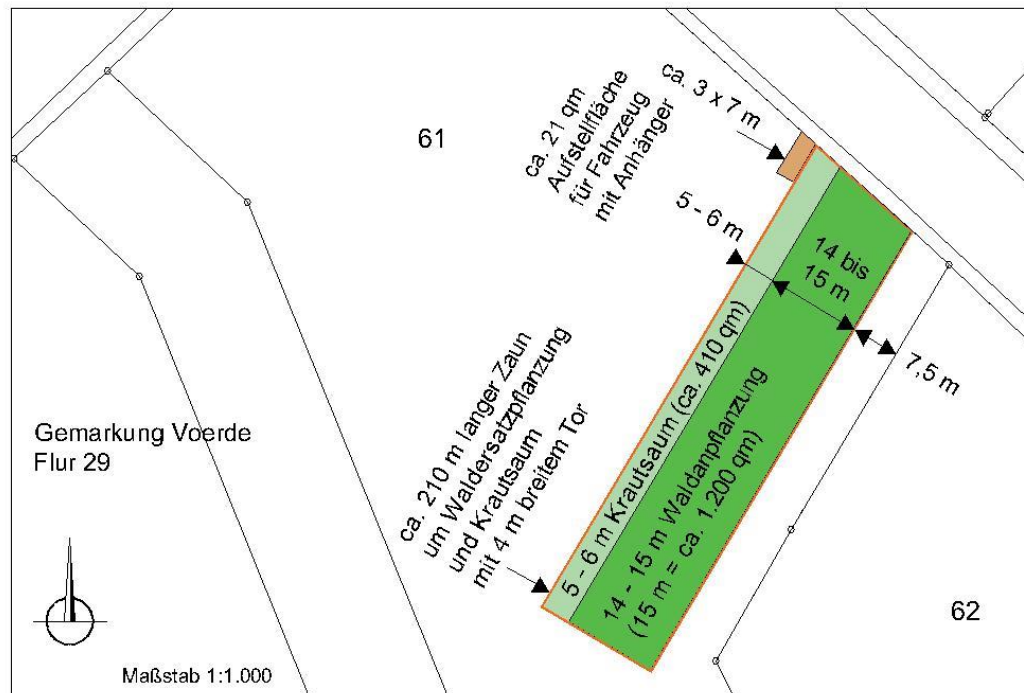 61
ca. 21 qm
Aufstellfläche
für Fahrzeug
mit Anhänger
ca. 3 x 7 m
5 - 6 m
14 bis
15 m
7,5 m
ca. 210 m langer Zaun
um Waldersatzpflanzung
und Krautsaum
mit 4 m breitem Tor
5 - 6 m Krautsaum (ca. 410 qm)
14 - 15 m Waldanpflanzung
(15 m = ca. 1.200 qm)
Gemarkung Voerde
Flur 29
62
Maßstab 1:1.000